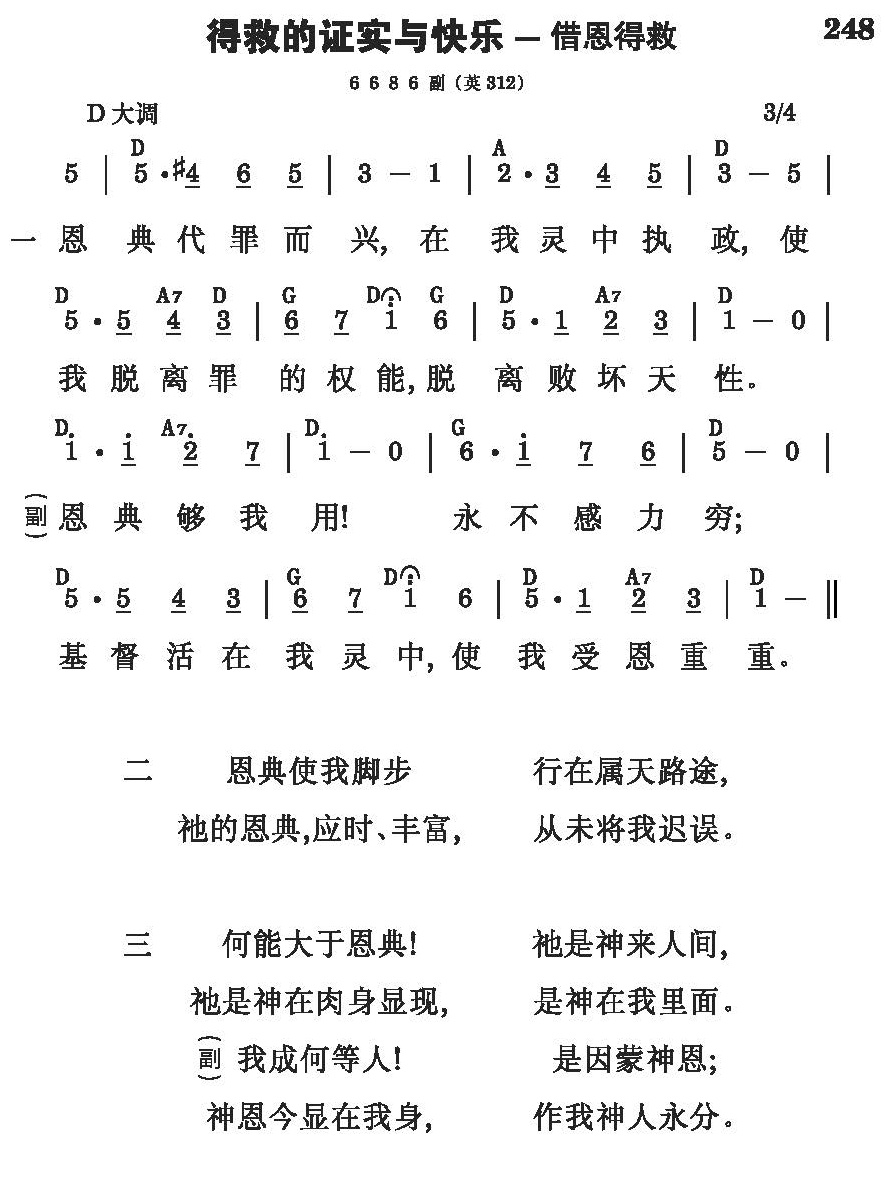 得救的证实与快乐 — 借恩得救 248
6 6 8 6 副（英312）
D 大调 3/4
D A D
5 | 5 · ♯4 6 5 | 3 — 1 | 2 · 3 4 5 | 3 — 5 |
一 恩典代罪而兴, 在我灵中执政, 使
D A7 D G D G D A7 D
5 · 5 4 3 | 6 7 1̇ 6 | 5 · 1 2 3 | 1 — 0 |
我脱离罪的权能, 脱离败坏天性。
D A7 D G D
1̇ · 1̇ 2̇ 7 | 1̇ — 0 | 6 · 1̇ 7 6 | 5 — 0 |
(副) 恩典够我用! 永不感力穷;
D G D D A7 D
5 · 5 4 3 | 6 7 1̇ 6 | 5 · 1 2 3 | 1 — ‖
基督活在我灵中, 使我受恩重重。
二 恩典使我脚步 行在属天路途,
祂的恩典,应时、丰富, 从未将我迟误。
三 何能大于恩典! 祂是神来人间,
祂是神在肉身显现, 是神在我里面。
(副) 我成何等人! 是因蒙神恩;
神恩今显在我身, 作我神人永分。